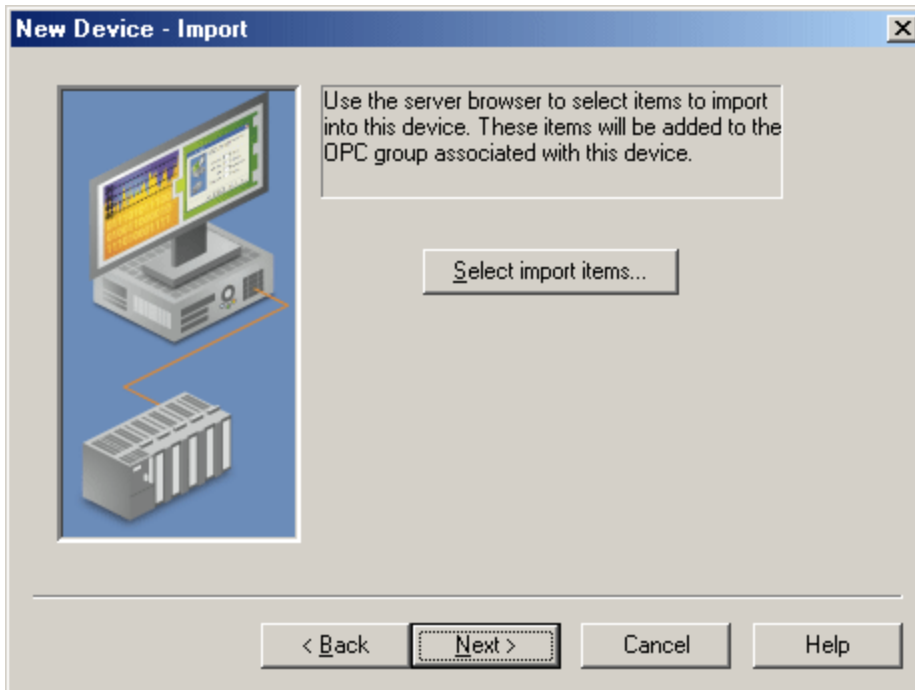 New Device - Import
Use the server browser to select items to import
into this device. These items will be added to the
OPC group associated with this device.
Select import items...
< Back
Next >
Cancel
Help